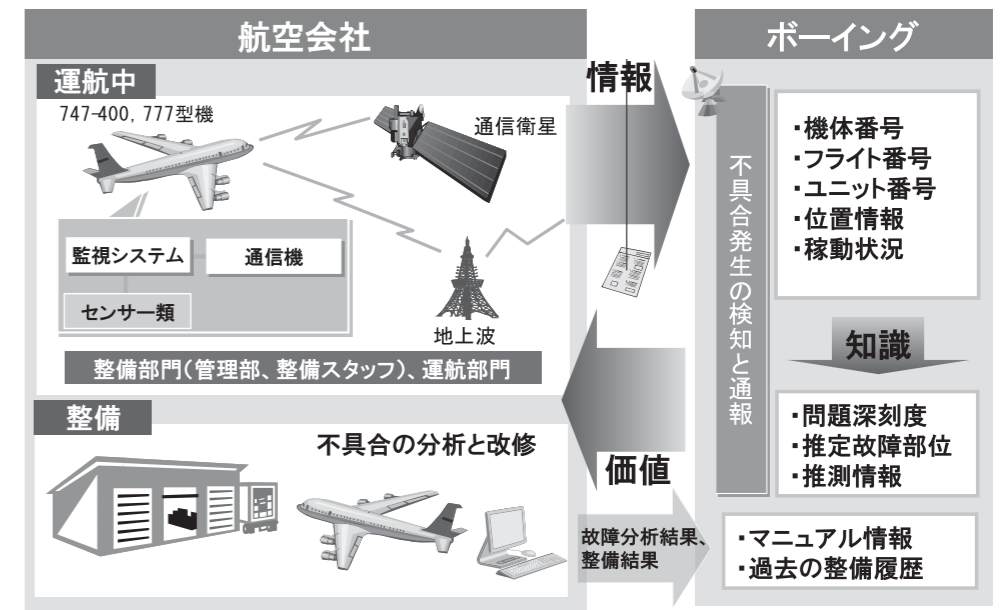 航空会社
運航中
747-400, 777型機
通信衛星
監視システム
通信機
センサー類
地上波
整備部門(管理部、整備スタッフ)、運航部門
整備
不具合の分析と改修
情報
価値
故障分析結果、
整備結果
ボーイング
不具合発生の検知と通報
・機体番号
・フライト番号
・ユニット番号
・位置情報
・稼動状況
知識
・問題深刻度
・推定故障部位
・推測情報
・マニュアル情報
・過去の整備履歴